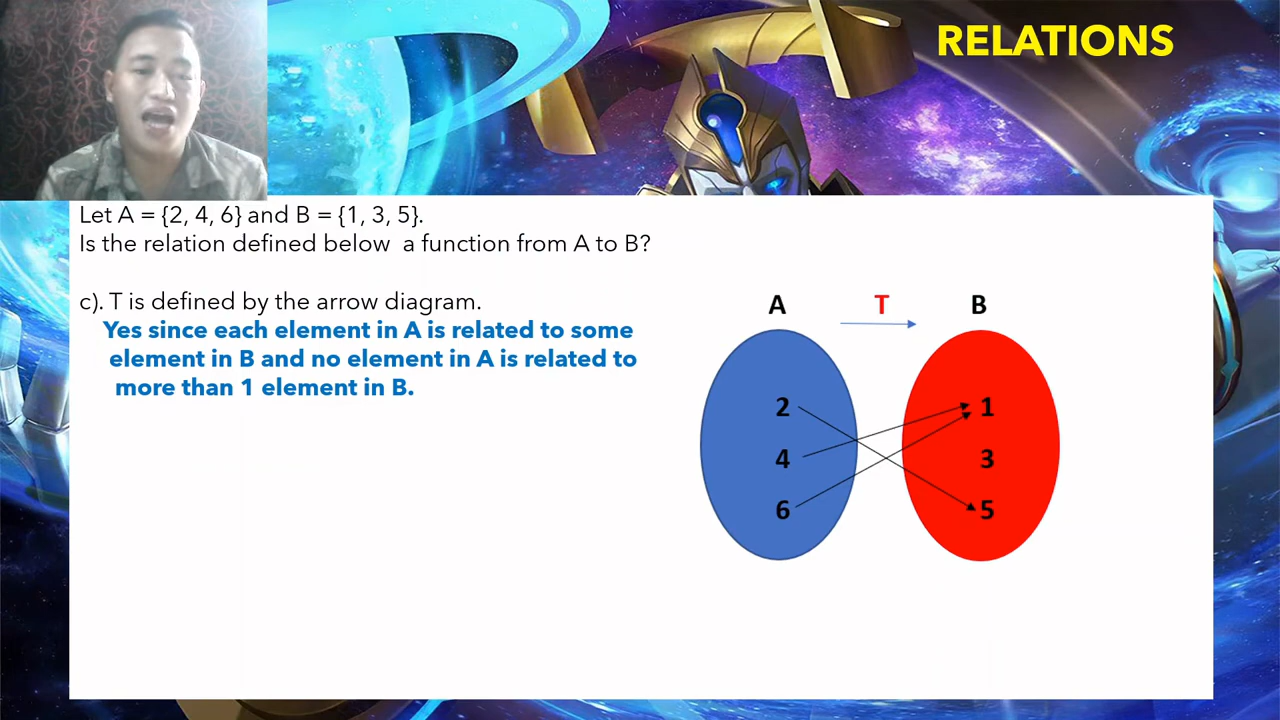 RELATIONS
Let A = {2, 4, 6} and B = {1, 3, 5}.
Is the relation defined below a function from A to B?
c). T is defined by the arrow diagram.
Yes since each element in A is related to some
element in B and no element in A is related to
more than 1 element in B.
A T B
2 1
4 3
6 5